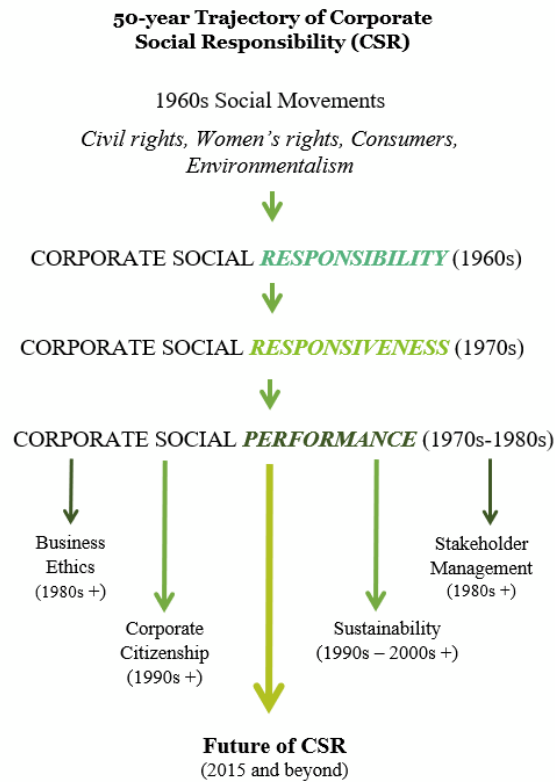 50-year Trajectory of Corporate
Social Responsibility (CSR)
1960s Social Movements
Civil rights, Women's rights, Consumers,
Environmentalism
CORPORATE SOCIAL RESPONSIBILITY (1960s)
CORPORATE SOCIAL RESPONSIVENESS (1970s)
CORPORATE SOCIAL PERFORMANCE (1970s-1980s)
Business
Ethics
(1980s +)
Corporate
Citizenship
(1990s +)
Sustainability
(1990s – 2000s +)
Stakeholder
Management
(1980s +)
Future of CSR
(2015 and beyond)